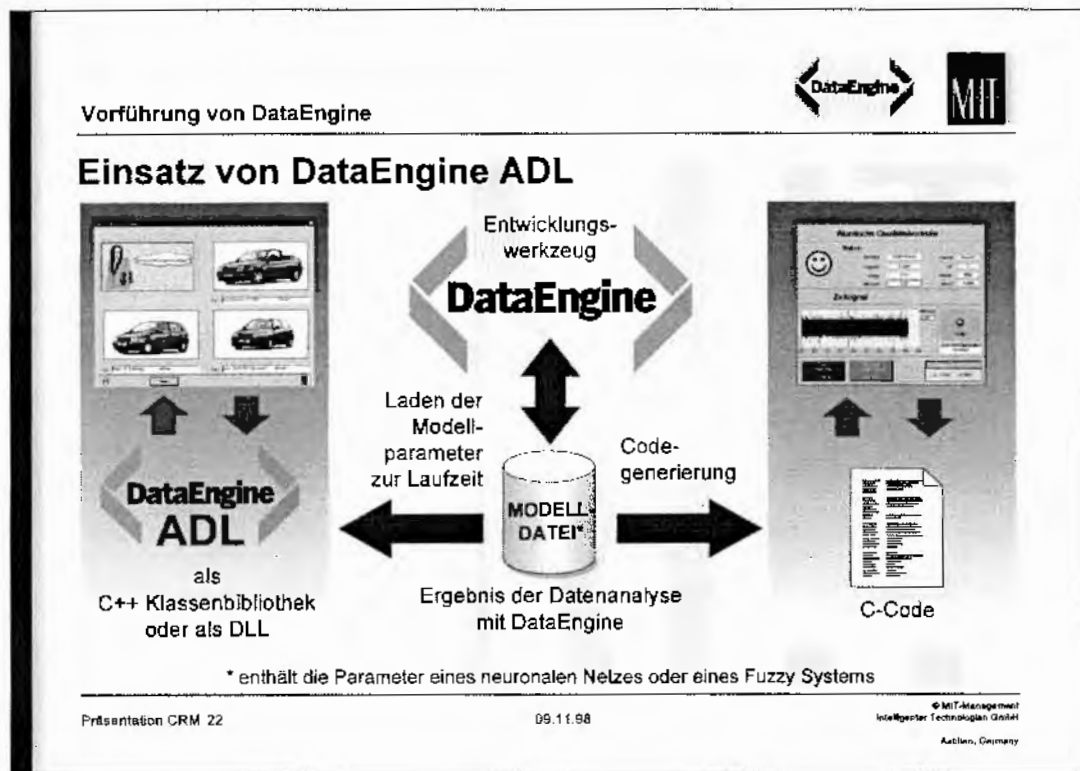 DataEngine
MIT
Vorführung von DataEngine
Einsatz von DataEngine ADL
Entwicklungs-
werkzeug
DataEngine
Laden der
Modell-
parameter
zur Laufzeit
Code-
generierung
MODELL
DATEI*
DataEngine
ADL
als
C++ Klassenbibliothek
oder als DLL
Ergebnis der Datenanalyse
mit DataEngine
Zeitsignal
C-Code
* enthält die Parameter eines neuronalen Netzes oder eines Fuzzy Systems
Präsentation CRM 22
09.11.98
© MIT-Management
Intelligenter Technologien GmbH
Aachen, Germany